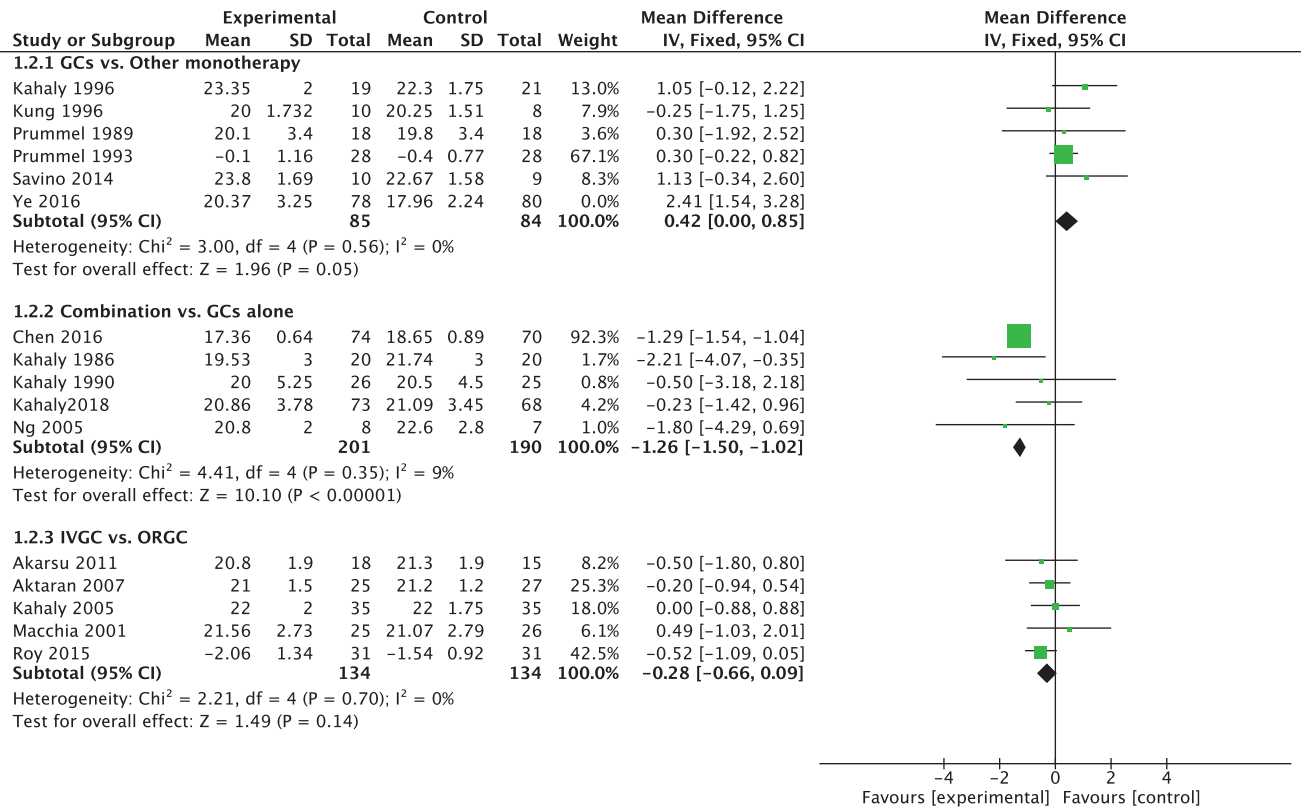 Experimental Control Mean Difference Mean Difference
Study or Subgroup Mean SD Total Mean SD Total Weight IV, Fixed, 95% CI IV, Fixed, 95% CI
1.2.1 GCs vs. Other monotherapy
Kahaly 1996 23.35 2 19 22.3 1.75 21 13.0% 1.05 [−0.12, 2.22]
Kung 1996 20 1.732 10 20.25 1.51 8 7.9% −0.25 [−1.75, 1.25]
Prummel 1989 20.1 3.4 18 19.8 3.4 18 3.6% 0.30 [−1.92, 2.52]
Prummel 1993 −0.1 1.16 28 −0.4 0.77 28 67.1% 0.30 [−0.22, 0.82]
Savino 2014 23.8 1.69 10 22.67 1.58 9 8.3% 1.13 [−0.34, 2.60]
Ye 2016 20.37 3.25 78 17.96 2.24 80 0.0% 2.41 [1.54, 3.28]
Subtotal (95% CI) 85 84 100.0% 0.42 [0.00, 0.85]
Heterogeneity: Chi² = 3.00, df = 4 (P = 0.56); I² = 0%
Test for overall effect: Z = 1.96 (P = 0.05)
1.2.2 Combination vs. GCs alone
Chen 2016 17.36 0.64 74 18.65 0.89 70 92.3% −1.29 [−1.54, −1.04]
Kahaly 1986 19.53 3 20 21.74 3 20 1.7% −2.21 [−4.07, −0.35]
Kahaly 1990 20 5.25 26 20.5 4.5 25 0.8% −0.50 [−3.18, 2.18]
Kahaly2018 20.86 3.78 73 21.09 3.45 68 4.2% −0.23 [−1.42, 0.96]
Ng 2005 20.8 2 8 22.6 2.8 7 1.0% −1.80 [−4.29, 0.69]
Subtotal (95% CI) 201 190 100.0% −1.26 [−1.50, −1.02]
Heterogeneity: Chi² = 4.41, df = 4 (P = 0.35); I² = 9%
Test for overall effect: Z = 10.10 (P < 0.00001)
1.2.3 IVGC vs. ORGC
Akarsu 2011 20.8 1.9 18 21.3 1.9 15 8.2% −0.50 [−1.80, 0.80]
Aktaran 2007 21 1.5 25 21.2 1.2 27 25.3% −0.20 [−0.94, 0.54]
Kahaly 2005 22 2 35 22 1.75 35 18.0% 0.00 [−0.88, 0.88]
Macchia 2001 21.56 2.73 25 21.07 2.79 26 6.1% 0.49 [−1.03, 2.01]
Roy 2015 −2.06 1.34 31 −1.54 0.92 31 42.5% −0.52 [−1.09, 0.05]
Subtotal (95% CI) 134 134 100.0% −0.28 [−0.66, 0.09]
Heterogeneity: Chi² = 2.21, df = 4 (P = 0.70); I² = 0%
Test for overall effect: Z = 1.49 (P = 0.14)
−4 −2 0 2 4
Favours [experimental] Favours [control]